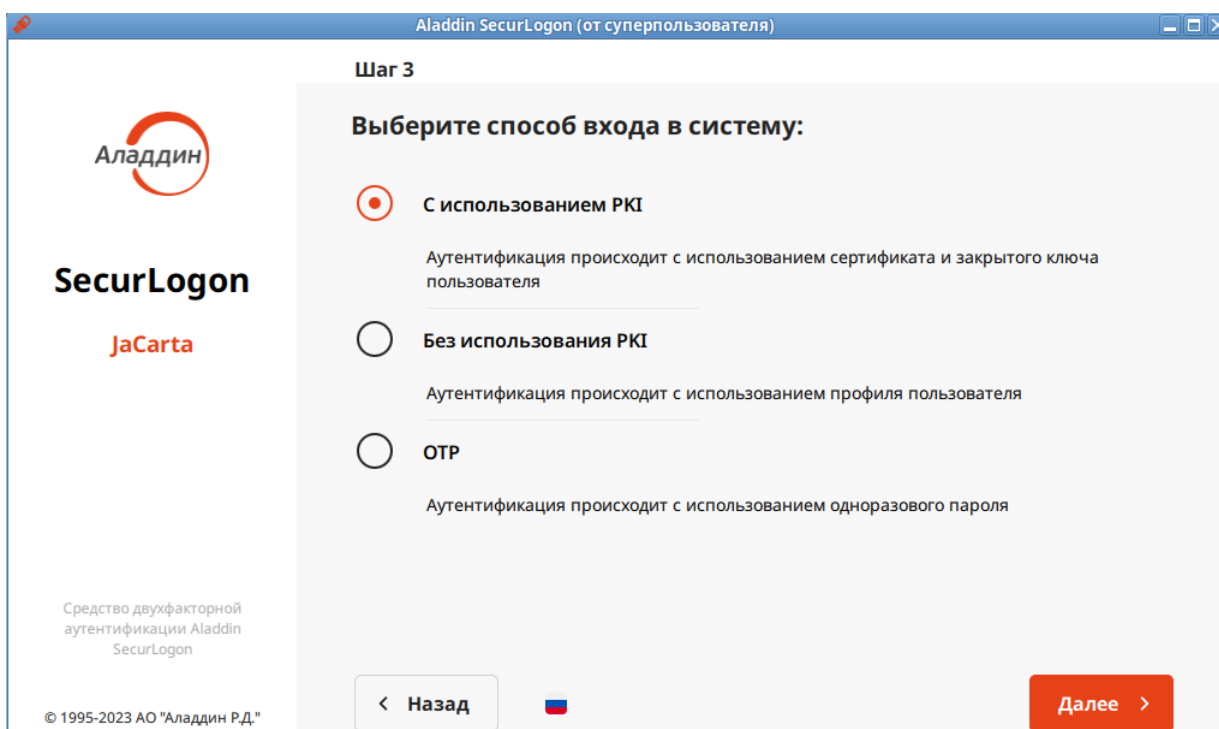 Aladdin SecurLogon (от суперпользователя)
Шаг 3
Аладдин
SecurLogon
JaCarta
Средство двухфакторной
аутентификации Aladdin
SecurLogon
© 1995-2023 АО "Аладдин Р.Д."
Выберите способ входа в систему:
С использованием PKI
Аутентификация происходит с использованием сертификата и закрытого ключа
пользователя
Без использования PKI
Аутентификация происходит с использованием профиля пользователя
OTP
Аутентификация происходит с использованием одноразового пароля
Назад
Далее